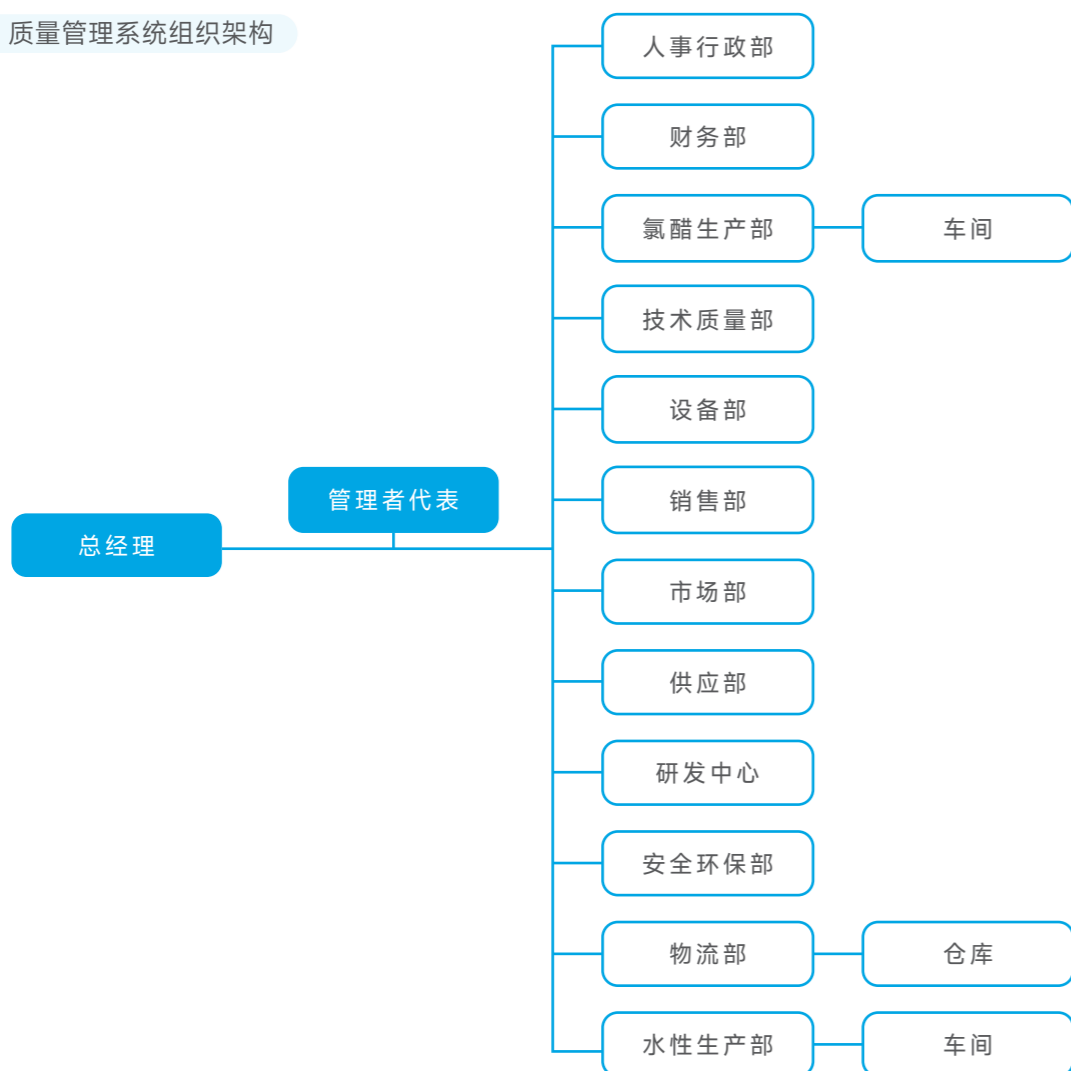 质量管理系统组织架构
人事行政部
财务部
氯醋生产部
车间
技术质量部
设备部
销售部
管理者代表
总经理
市场部
供应部
研发中心
安全环保部
物流部
仓库
水性生产部
车间